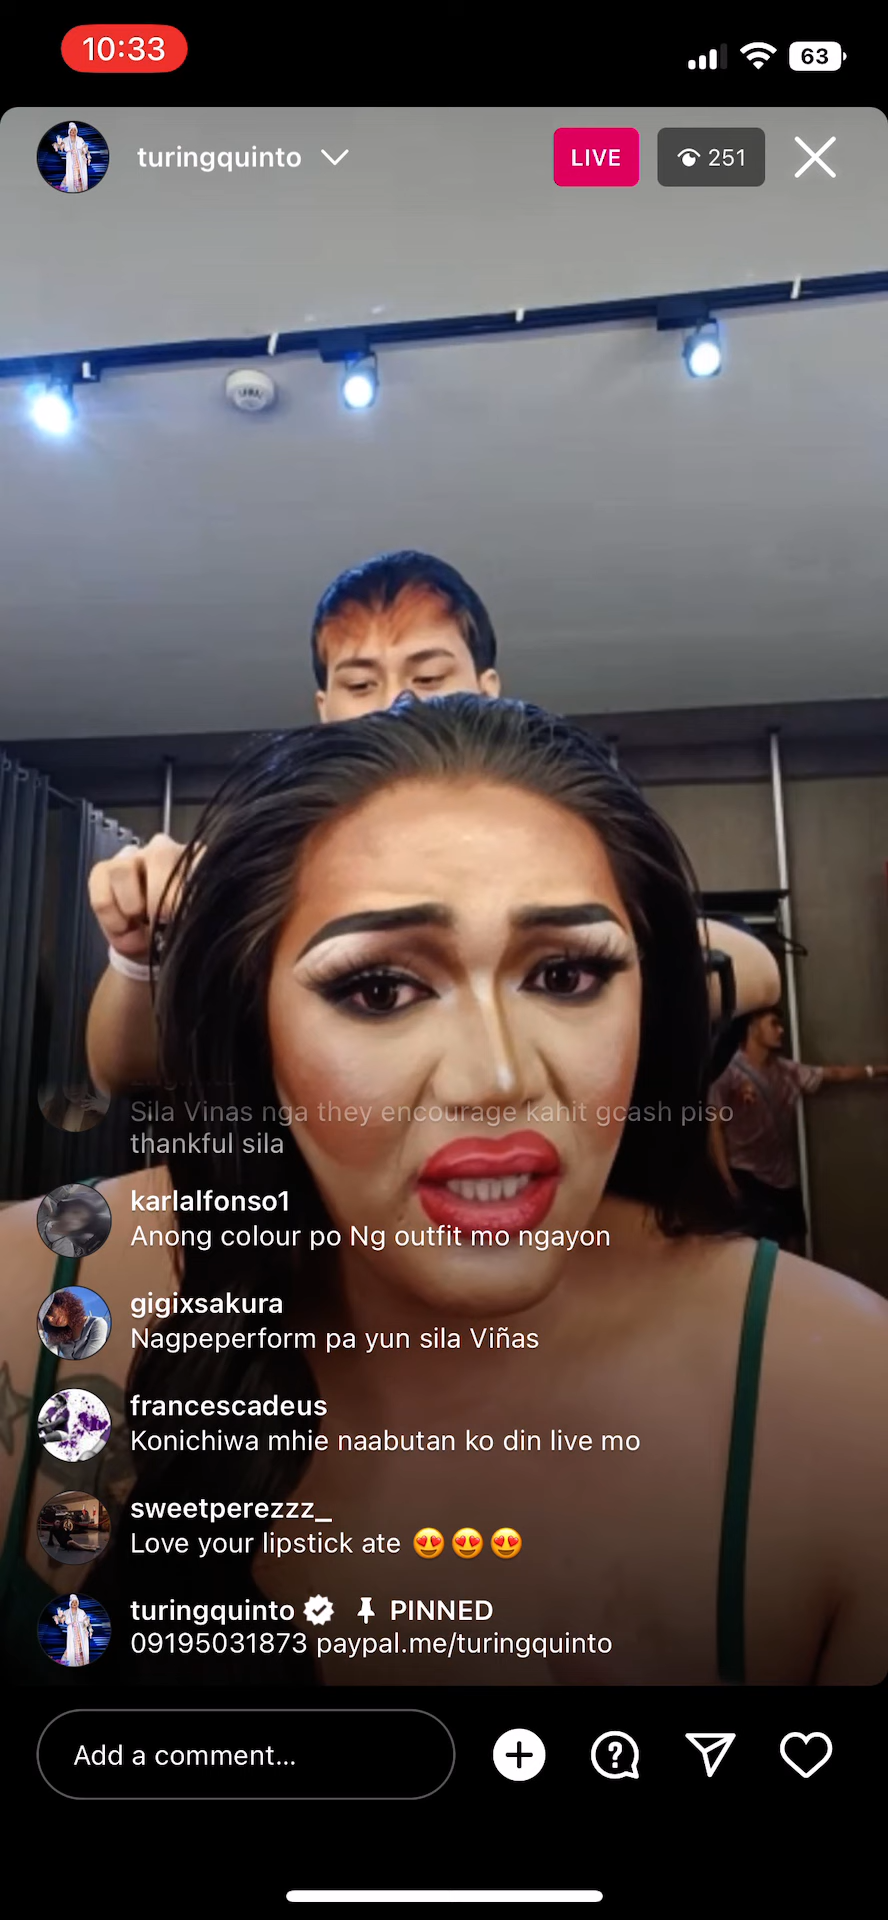 10:33
63
turingquinto
LIVE
251
Sila Vinas nga they encourage kahit gcash piso
thankful sila
karlalfonso1
Anong colour po Ng outfit mo ngayon
gigixsakura
Nagpeperform pa yun sila Viñas
francescadeus
Konichiwa mhie naabutan ko din live mo
sweetperezzz_
Love your lipstick ate 😍😍😍
turingquinto PINNED
09195031873 paypal.me/turingquinto
Add a comment...